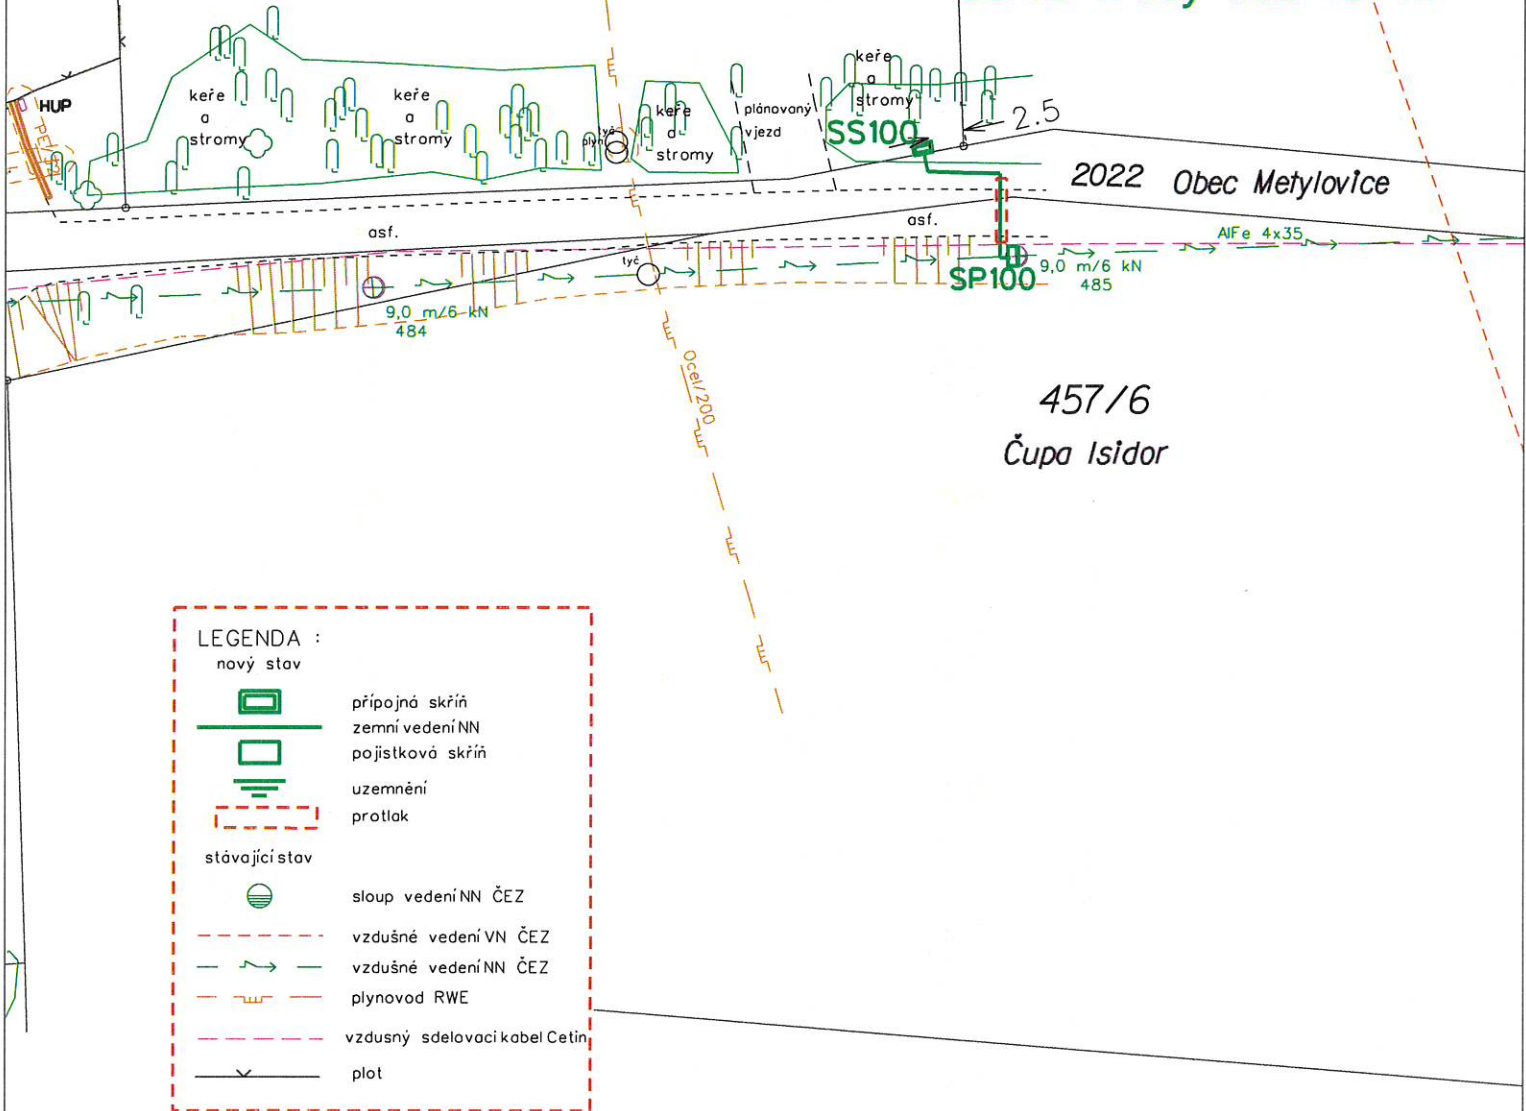 keře
a
stromy
keře
a
stromy
HUP
keře
a
stromy
keře
a
stromy
plánovaný
vjezd
tyč
plyn
SS100
2.5
2022 Obec Metylovice
asf.
asf.
AlFe 4x35
tyč
SP100
9,0 m/6 kN
485
9,0 m/6 kN
484
Ocel/200
457/6
Čupa Isidor
LEGENDA :
nový stav
přípojná skříň
zemní vedení NN
pojistková skříň
uzemnění
protlak
stávající stav
sloup vedení NN ČEZ
vzdušné vedení VN ČEZ
vzdušné vedení NN ČEZ
plynovod RWE
vzdusný sdelovaci kabel Cetin
plot